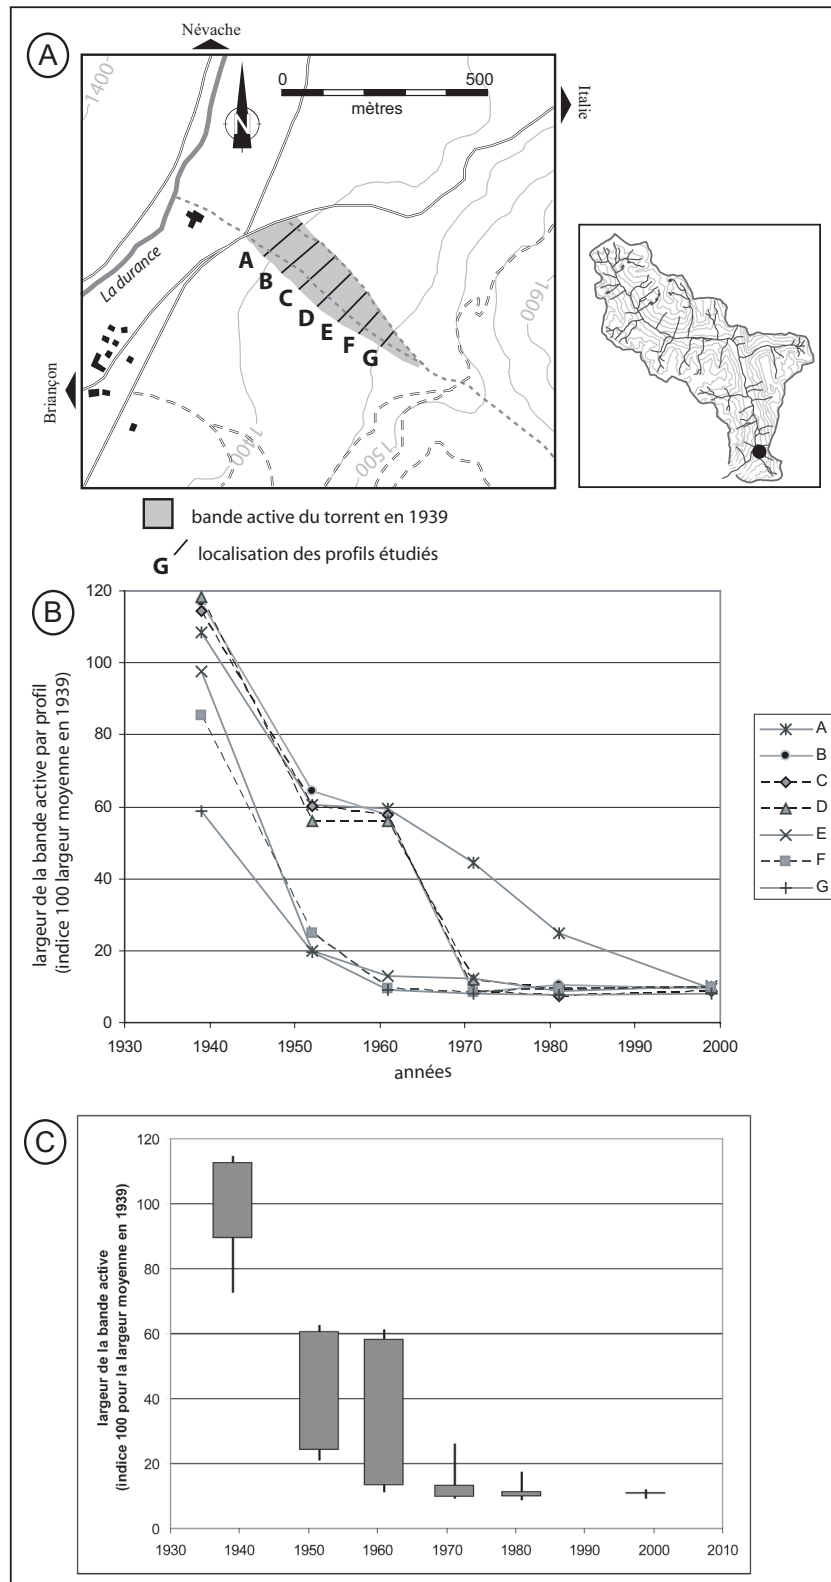 Névache
A
1400
0 500
mètres
N
Italie
La durance
A
B
C
D
E
F
G
1600
Briançon
1400
1500
bande active du torrent en 1939
G localisation des profils étudiés
B
largeur de la bande active par profil
(indice 100 largeur moyenne en 1939)
120
100
80
60
40
20
0
1930 1940 1950 1960 1970 1980 1990 2000
années
A
B
C
D
E
F
G
C
largeur de la bande active
(indice 100 pour la largeur moyenne en 1939)
120
100
80
60
40
20
0
1930 1940 1950 1960 1970 1980 1990 2000 2010